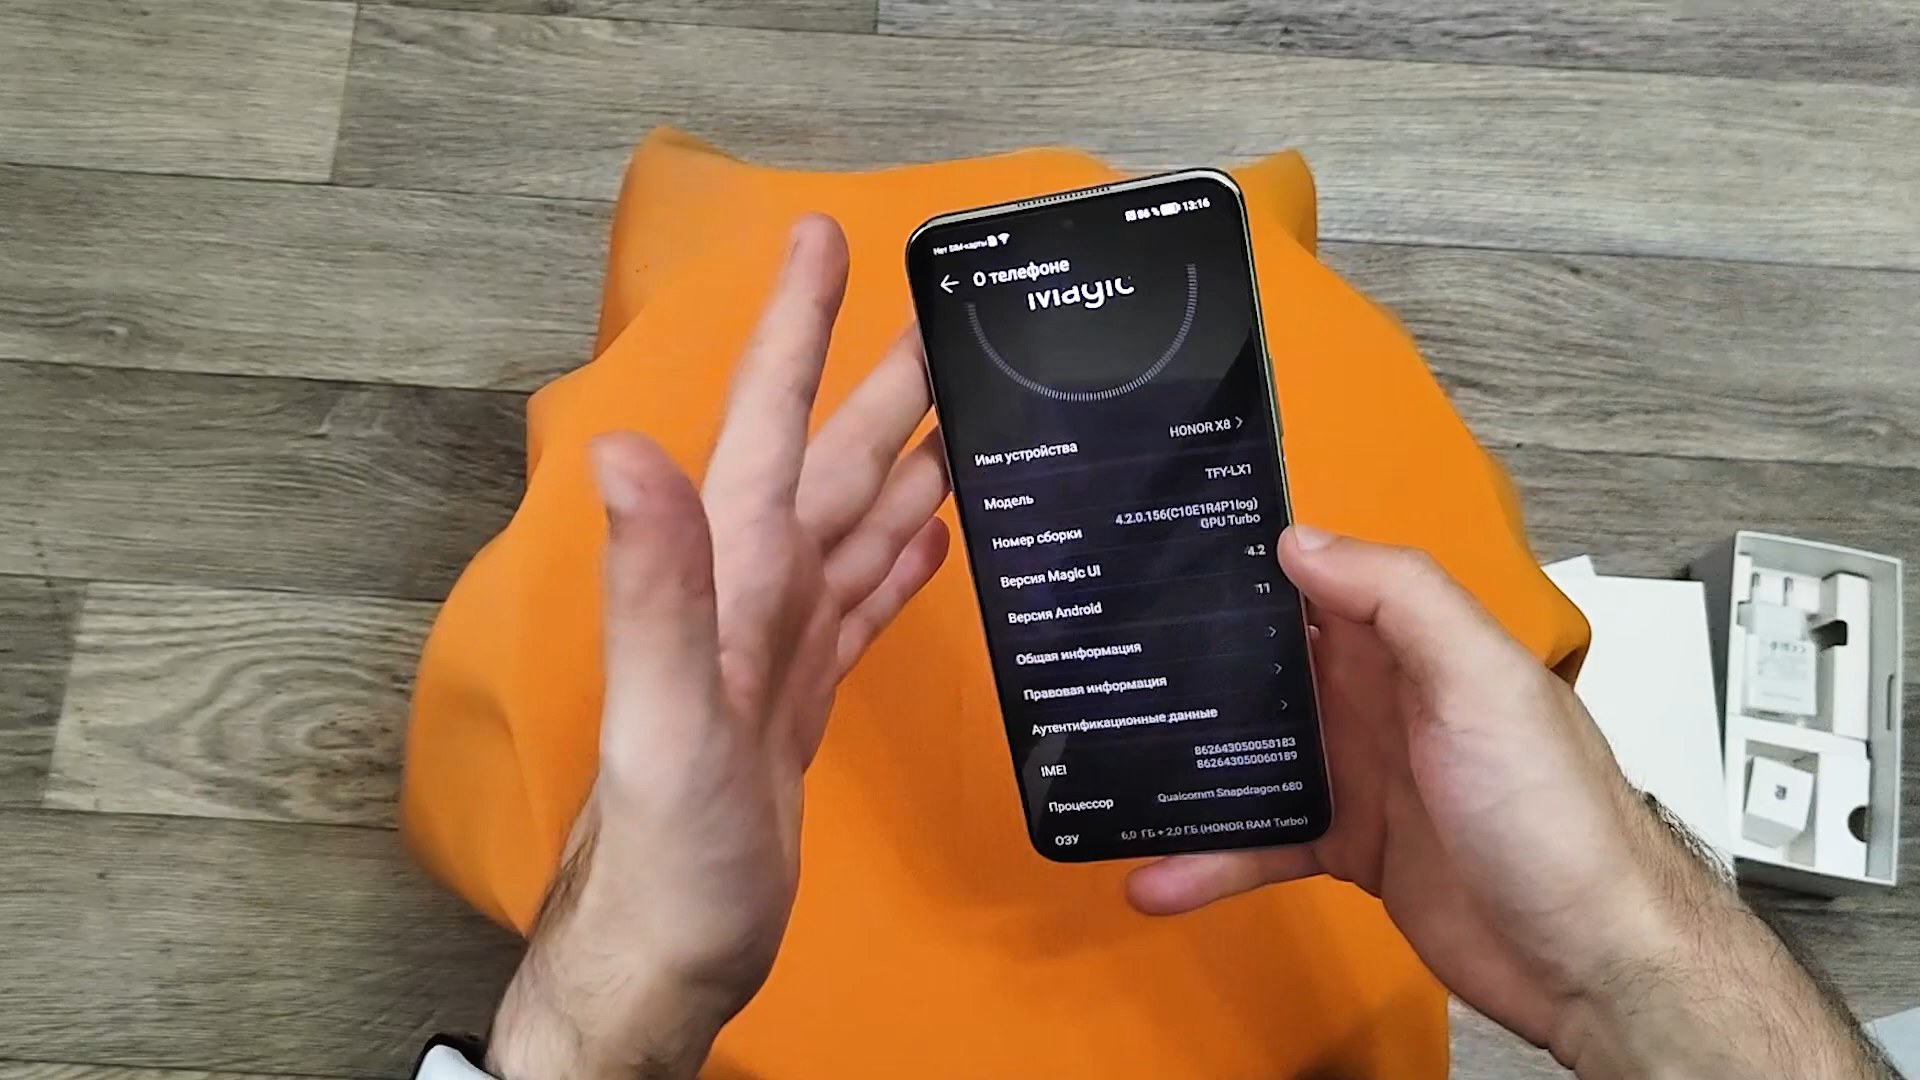 Нет SIM-карты 86 % 13:16
О телефоне
Magic
Имя устройства HONOR X8
Модель TFY-LX1
Номер сборки 4.2.0.156(C10E1R4P1log)
GPU Turbo
Версия Magic UI 4.2
Версия Android 11
Общая информация
Правовая информация
Аутентификационные данные
IMEI 862643050058183
862643050060189
Процессор Qualcomm Snapdragon 680
ОЗУ 6,0 ГБ + 2,0 ГБ (HONOR RAM Turbo)